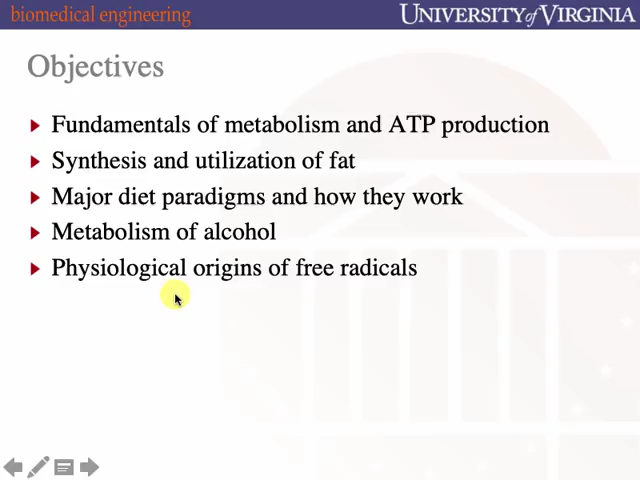 biomedical engineering
UNIVERSITY of VIRGINIA
Objectives
Fundamentals of metabolism and ATP production
Synthesis and utilization of fat
Major diet paradigms and how they work
Metabolism of alcohol
Physiological origins of free radicals